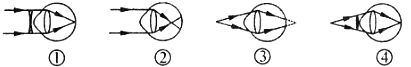 ① ② ③ ④